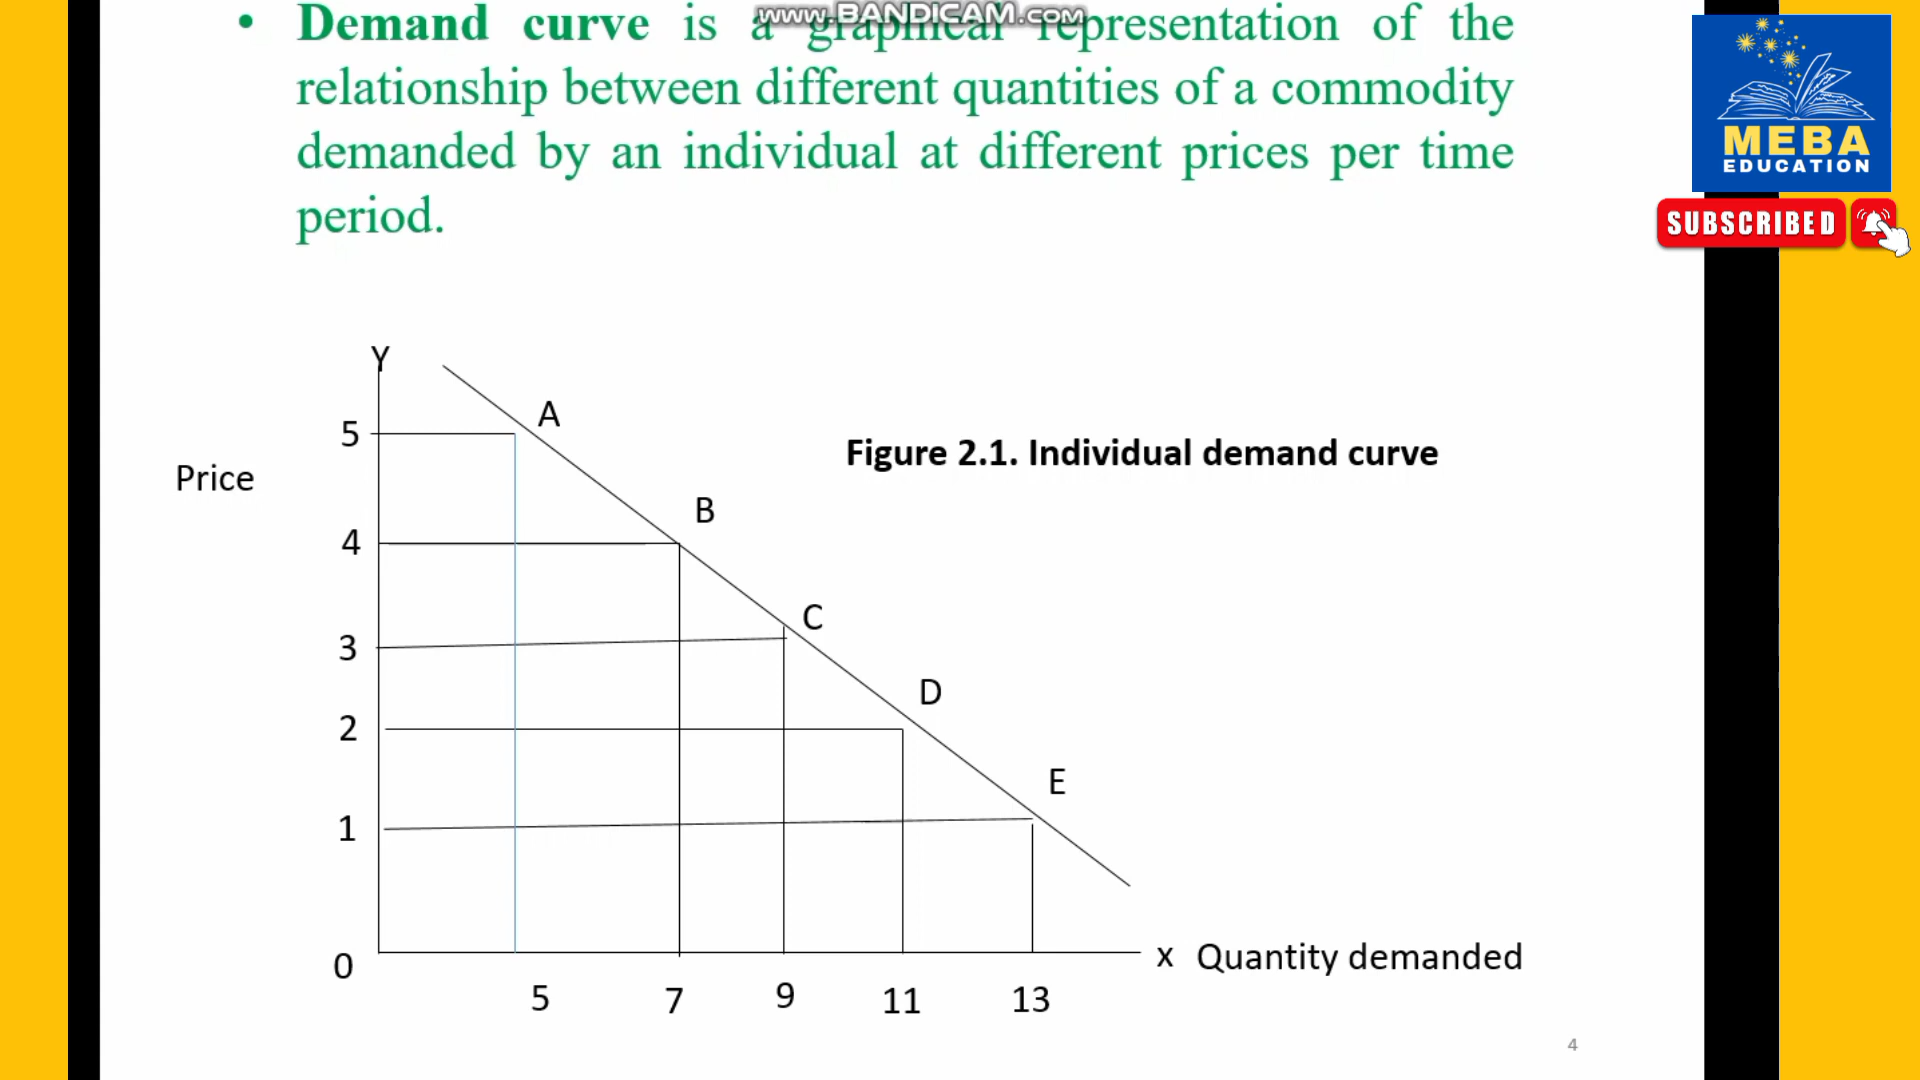 www.BANDICAM.com
• Demand curve is a graphical representation of the
relationship between different quantities of a commodity
demanded by an individual at different prices per time
period.
MEBA
EDUCATION
SUBSCRIBED
Y
A
5
Figure 2.1. Individual demand curve
Price
B
4
C
3
D
2
E
1
0
x Quantity demanded
5 7 9 11 13
4